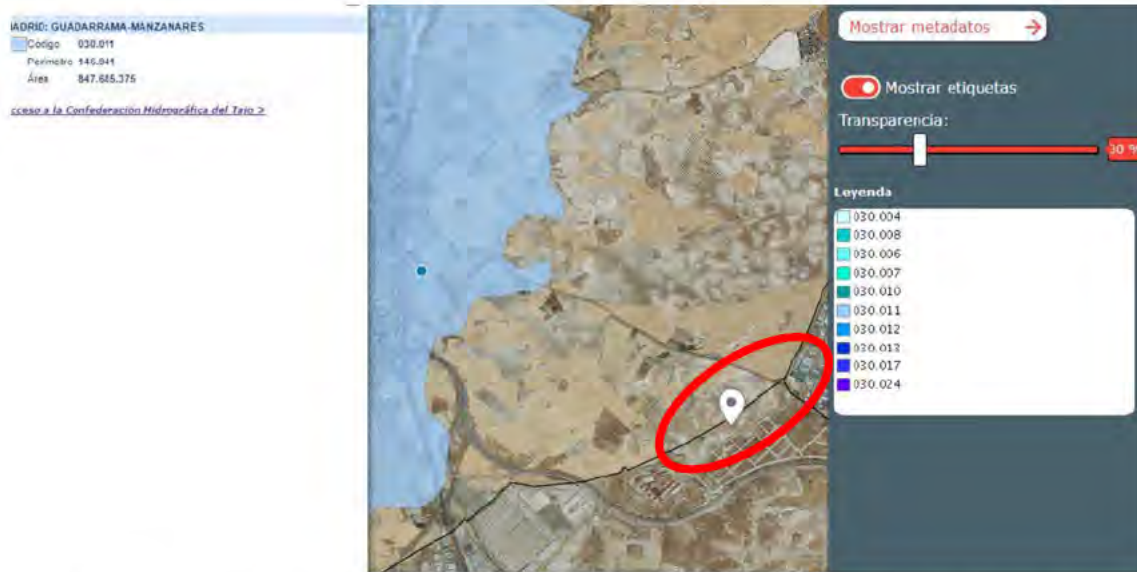 ADRID: GUADARRAMA-MANZANARES
Código 030.011
Perímetro 146.941
Área 847.685.375
cceso a la Confederación Hidrográfica del Tajo >
Mostrar metadatos
Mostrar etiquetas
Transparencia:
30 %
Leyenda
030.004
030.008
030.006
030.007
030.010
030.011
030.012
030.013
030.017
030.024